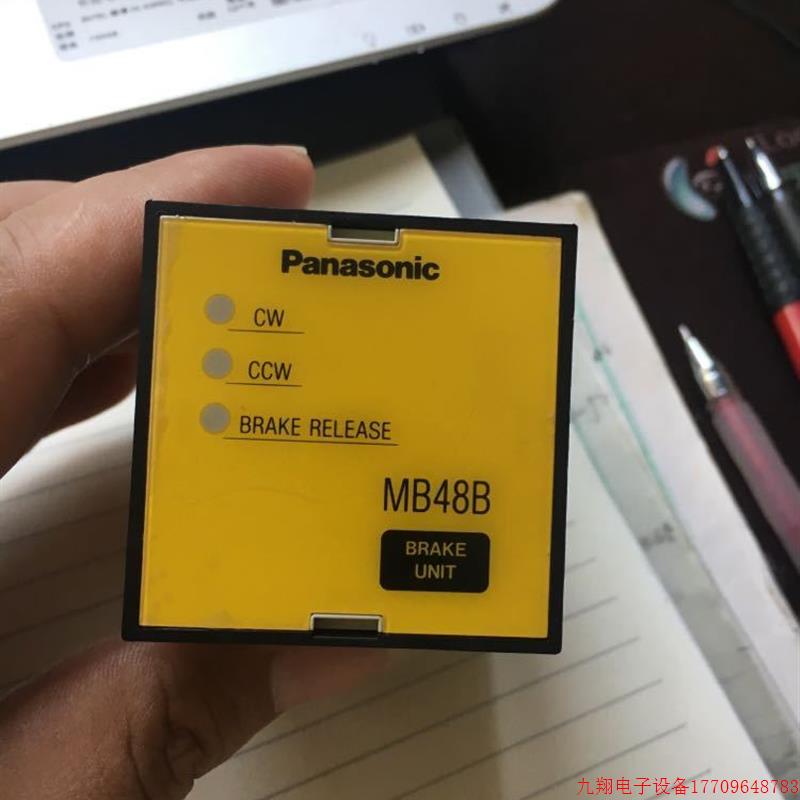 Panasonic
CW
CCW
BRAKE RELEASE
MB48B
BRAKE
UNIT
九翔电子设备17709648783